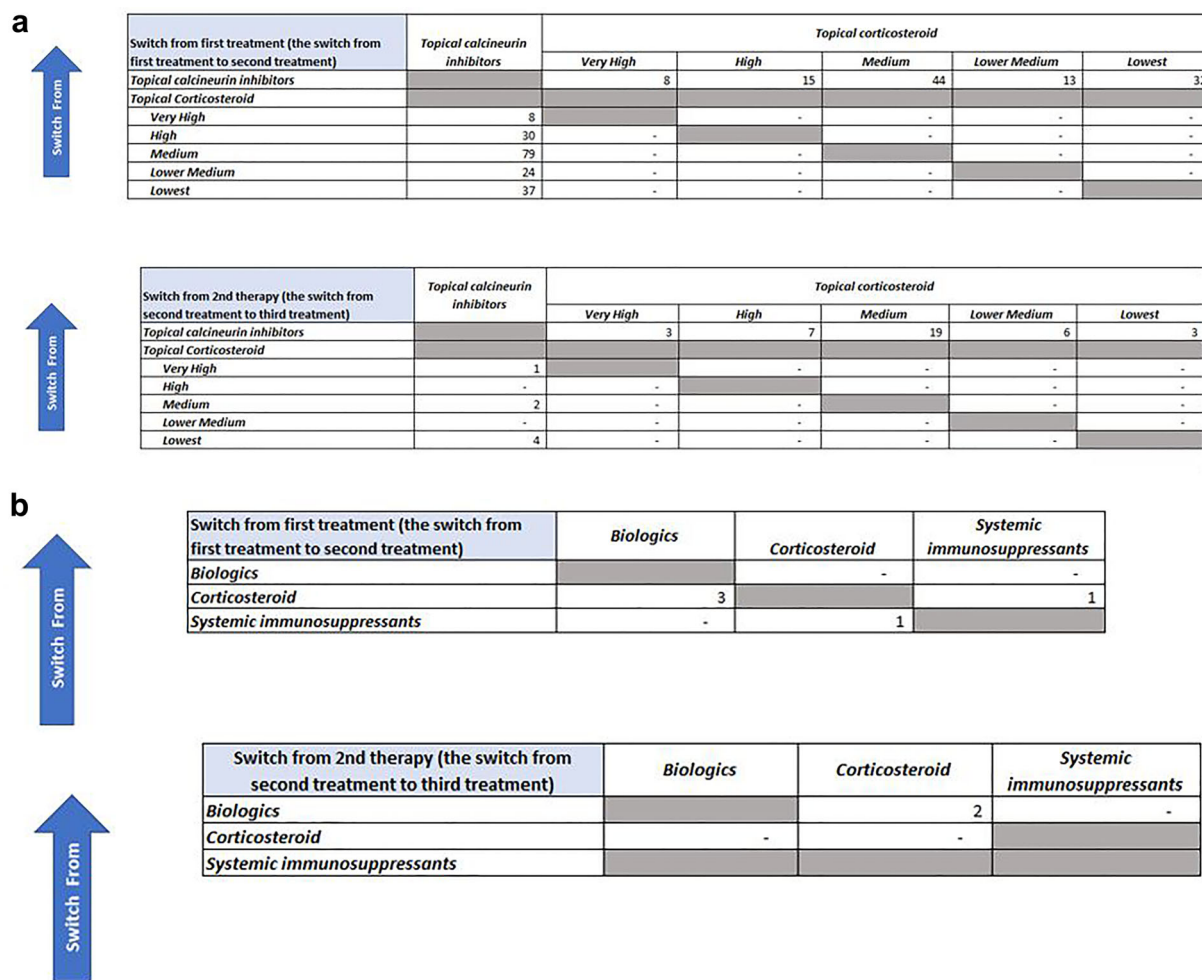 a
Switch From
Switch from first treatment (the switch from first treatment to second treatment) Topical calcineurin inhibitors Topical corticosteroid
Very High High Medium Lower Medium Lowest
Topical calcineurin inhibitors 8 15 44 13 32
Topical Corticosteroid
Very High 8 - - - -
High 30 - - - -
Medium 79 - - - -
Lower Medium 24 - - - -
Lowest 37 - - - -
Switch From
Switch from 2nd therapy (the switch from second treatment to third treatment) Topical calcineurin inhibitors Topical corticosteroid
Very High High Medium Lower Medium Lowest
Topical calcineurin inhibitors 3 7 19 6 3
Topical Corticosteroid
Very High 1 - - - -
High - - - - -
Medium 2 - - - -
Lower Medium - - - - -
Lowest 4 - - - -
b
Switch From
Switch from first treatment (the switch from first treatment to second treatment) Biologics Corticosteroid Systemic immunosuppressants
Biologics - -
Corticosteroid 3 1
Systemic immunosuppressants - 1
Switch From
Switch from 2nd therapy (the switch from second treatment to third treatment) Biologics Corticosteroid Systemic immunosuppressants
Biologics 2 -
Corticosteroid - -
Systemic immunosuppressants